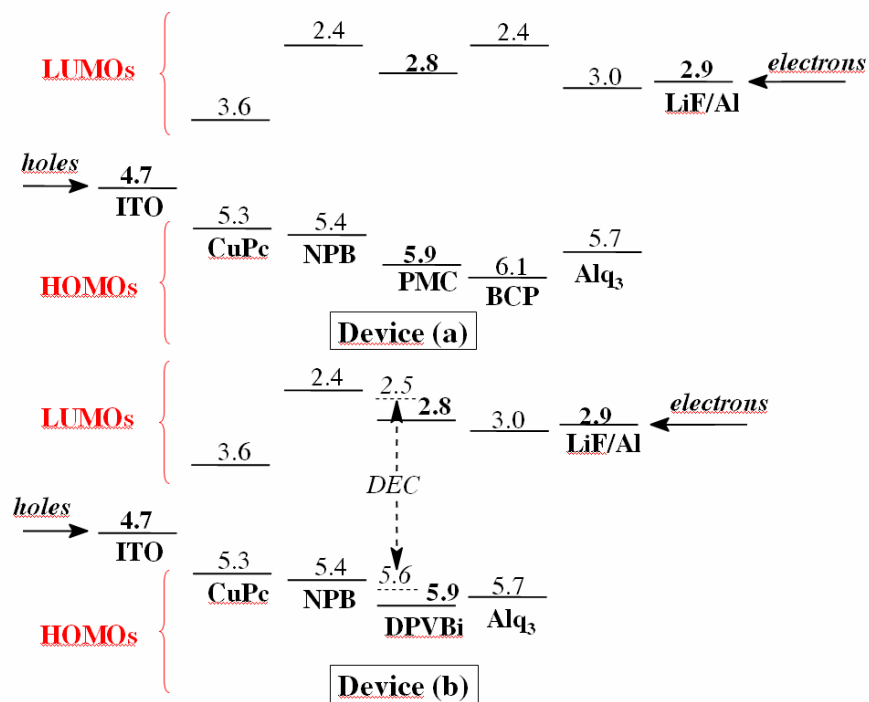 2.4
2.4
LUMOs
2.8
electrons
3.0
2.9
LiF/Al
3.6
holes
4.7
ITO
5.3
5.4
5.7
CuPc
NPB
5.9
6.1
PMC
BCP
Alq₃
HOMOs
Device (a)
2.4
2.5
LUMOs
2.8
electrons
3.0
2.9
LiF/Al
3.6
DEC
holes
4.7
ITO
5.3
5.4
5.6
5.7
CuPc
NPB
5.9
DPVBi
Alq₃
HOMOs
Device (b)